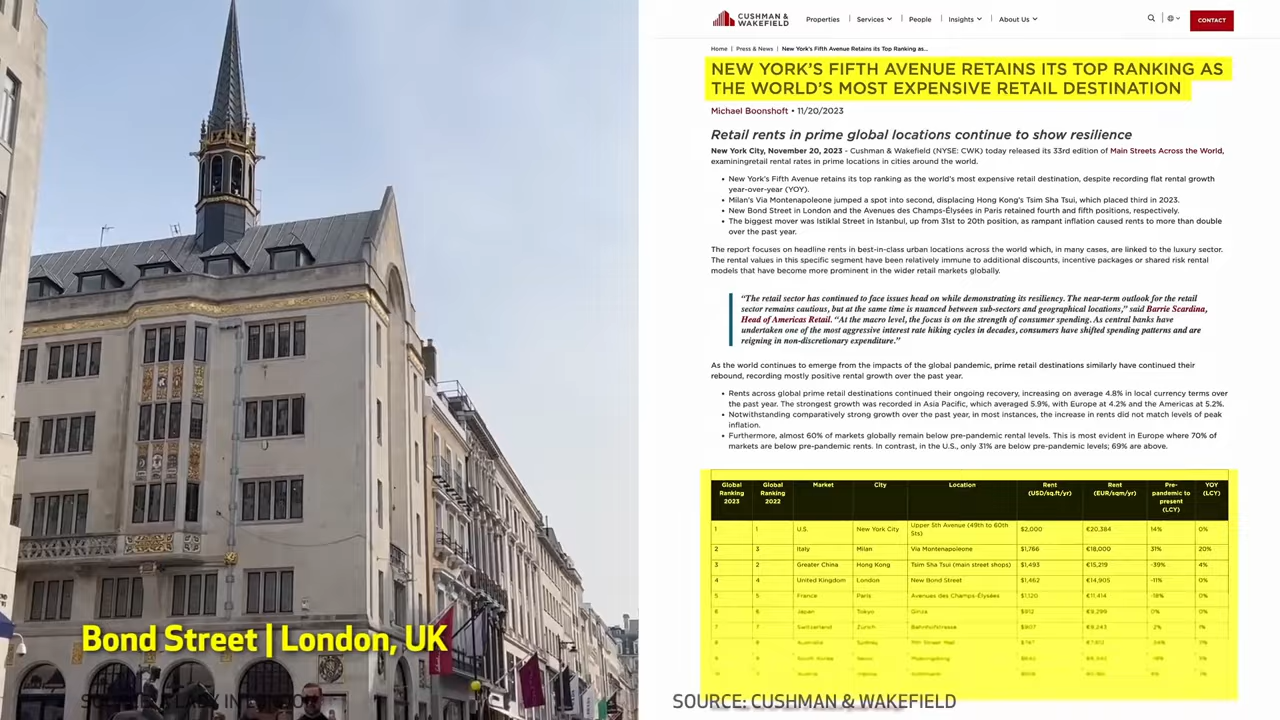 Bond Street | London, UK
CUSHMAN &
WAKEFIELD
Properties
Services
People
Insights
About Us
CONTACT
Home | Press & News | New York's Fifth Avenue Retains its Top Ranking as...
NEW YORK'S FIFTH AVENUE RETAINS ITS TOP RANKING AS
THE WORLD'S MOST EXPENSIVE RETAIL DESTINATION
Michael Boonshoft • 11/20/2023
Retail rents in prime global locations continue to show resilience
New York City, November 20, 2023 - Cushman & Wakefield (NYSE: CWK) today released its 33rd edition of Main Streets Across the World,
examiningretail rental rates in prime locations in cities around the world.
• New York's Fifth Avenue retains its top ranking as the world's most expensive retail destination, despite recording flat rental growth
year-over-year (YOY).
• Milan's Via Montenapoleone jumped a spot into second, displacing Hong Kong's Tsim Sha Tsui, which placed third in 2023.
• New Bond Street in London and the Avenues des Champs-Élysées in Paris retained fourth and fifth positions, respectively.
• The biggest mover was Istiklal Street in Istanbul, up from 31st to 20th position, as rampant inflation caused rents to more than double
over the past year.
The report focuses on headline rents in best-in-class urban locations across the world which, in many cases, are linked to the luxury sector.
The rental values in this specific segment have been relatively immune to additional discounts, incentive packages or shared risk rental
models that have become more prominent in the wider retail markets globally.
"The retail sector has continued to face issues head on while demonstrating its resiliency. The near-term outlook for the retail
sector remains cautious, but at the same time is nuanced between sub-sectors and geographical locations," said Barrie Scardina,
Head of Americas Retail. "At the macro level, the focus is on the strength of consumer spending. As central banks have
undertaken one of the most aggressive interest rate hiking cycles in decades, consumers have shifted spending patterns and are
reigning in non-discretionary expenditure."
As the world continues to emerge from the impacts of the global pandemic, prime retail destinations similarly have continued their
rebound, recording mostly positive rental growth over the past year.
• Rents across global prime retail destinations continued their ongoing recovery, increasing on average 4.8% in local currency terms over
the past year. The strongest growth was recorded in Asia Pacific, which averaged 5.9%, with Europe at 4.2% and the Americas at 5.2%.
• Notwithstanding comparatively strong growth over the past year, in most instances, the increase in rents did not match levels of peak
inflation.
• Furthermore, almost 60% of markets globally remain below pre-pandemic rental levels. This is most evident in Europe where 70% of
markets are below pre-pandemic rents. In contrast, in the U.S., only 31% are below pre-pandemic levels; 69% are above.
Global Ranking 2023 | Global Ranking 2022 | Market | City | Location | Rent (USD/sq.ft/yr) | Rent (EUR/sqm/yr) | Pre-pandemic to present (LCY) | YOY (LCY)
1 1 U.S. New York City Upper 5th Avenue (49th to 60th Sts) $2,000 €20,384 14% 0%
2 3 Italy Milan Via Montenapoleone $1,766 €18,000 31% 20%
3 2 Greater China Hong Kong Tsim Sha Tsui (main street shops) $1,493 €15,219 -39% 4%
4 4 United Kingdom London New Bond Street $1,462 €14,905 -11% 0%
5 5 France Paris Avenues des Champs-Élysées $1,120 €11,414 -18% 0%
6 6 Japan Tokyo Ginza $912 €9,299 0% 0%
7 7 Switzerland Zurich Bahnhofstrasse $907 €9,243 2% 1%
SOURCE: CUSHMAN & WAKEFIELD